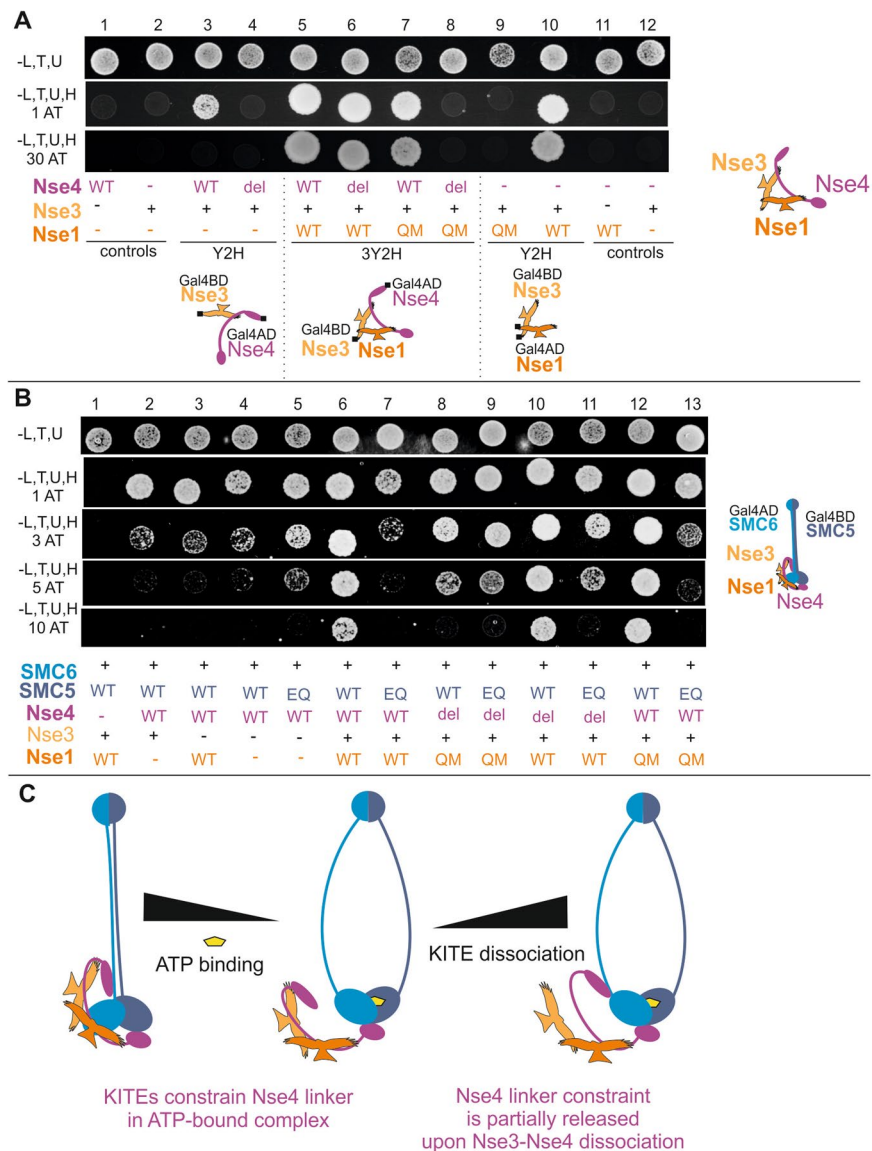 A
1 2 3 4 5 6 7 8 9 10 11 12
-L,T,U
-L,T,U,H
1 AT
-L,T,U,H
30 AT
Nse4 WT - WT del WT del WT del - - - -
Nse3 - + + + + + + + + + - +
Nse1 - - - - WT WT QM QM QM WT WT -
controls Y2H 3Y2H Y2H controls
Gal4BD
Nse3
Gal4AD
Nse4
Gal4AD
Nse4
Gal4BD
Nse3 Nse1
Gal4BD
Nse3
Gal4AD
Nse1
Nse3
Nse4
Nse1
B
1 2 3 4 5 6 7 8 9 10 11 12 13
-L,T,U
-L,T,U,H
1 AT
-L,T,U,H
3 AT
-L,T,U,H
5 AT
-L,T,U,H
10 AT
SMC6 + + + + + + + + + + + + +
SMC5 WT WT WT WT EQ WT EQ WT EQ WT EQ WT EQ
Nse4 - WT WT WT WT WT WT del del del del WT WT
Nse3 + + - - - + + + + + + + +
Nse1 WT - WT - - WT WT QM QM WT WT QM QM
Gal4AD Gal4BD
SMC6 SMC5
Nse3
Nse1
Nse4
C
ATP binding
KITE dissociation
KITEs constrain Nse4 linker
in ATP-bound complex
Nse4 linker constraint
is partially released
upon Nse3-Nse4 dissociation